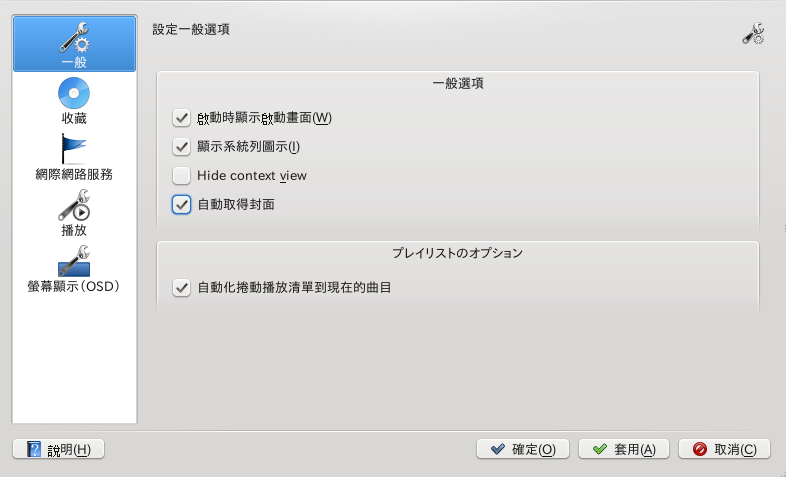 設定一般選項
一般
收藏
網際網路服務
播放
螢幕顯示(OSD)
一般選項
啟動時顯示啟動畫面(W)
顯示系統列圖示(I)
Hide context view
自動取得封面
プレイリストのオプション
自動化捲動播放清單到現在的曲目
說明(H)
確定(O)
套用(A)
取消(C)